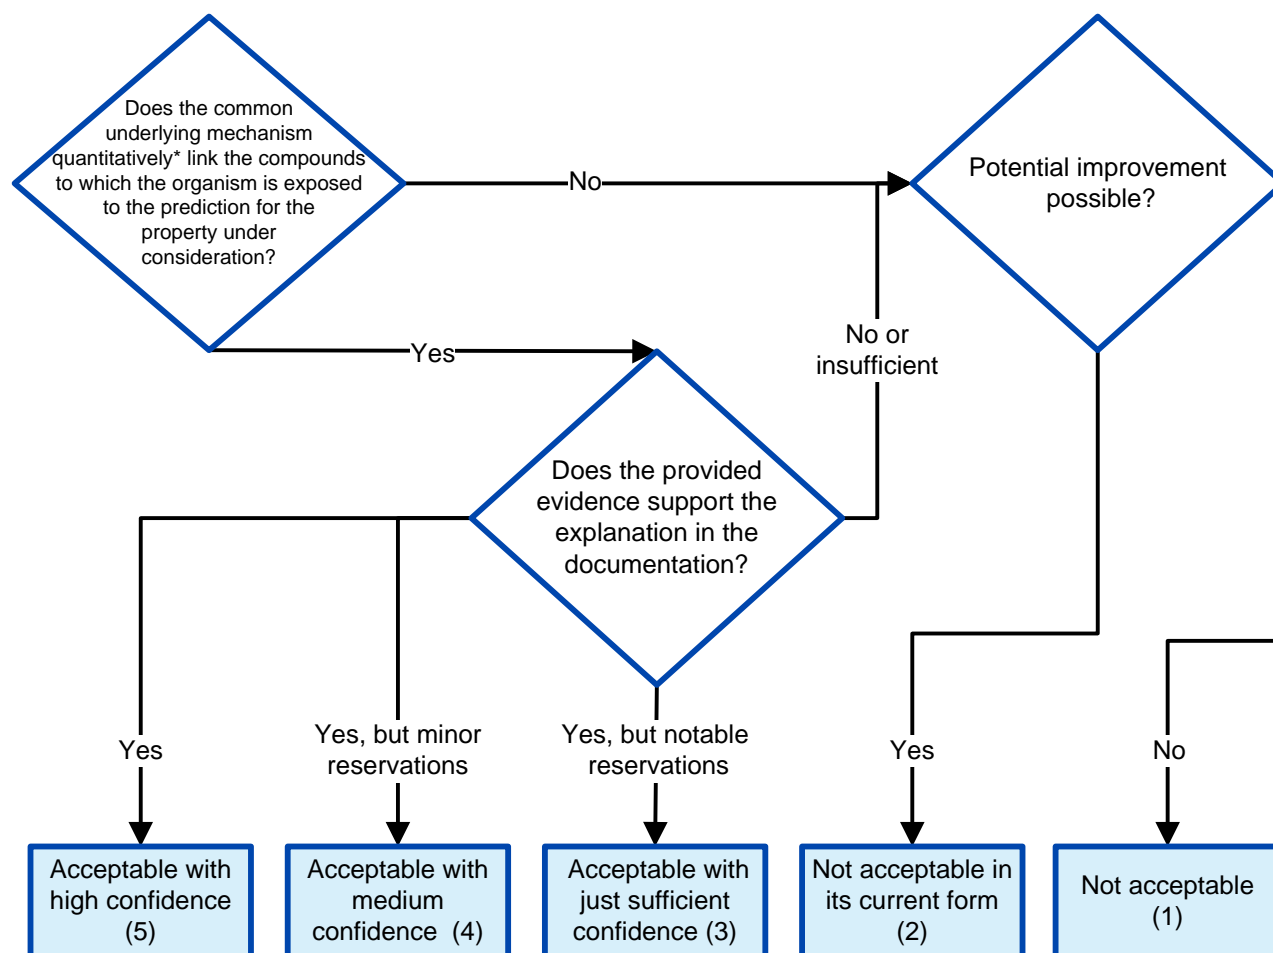 Does the common
underlying mechanism
quantitatively* link the compounds
to which the organism is exposed
to the prediction for the
property under
consideration?
No
Potential improvement
possible?
Yes
No or
insufficient
Does the provided
evidence support the
explanation in the
documentation?
Yes
Yes, but minor
reservations
Yes, but notable
reservations
Yes
No
Acceptable with
high confidence
(5)
Acceptable with
medium
confidence (4)
Acceptable with
just sufficient
confidence (3)
Not acceptable in
its current form
(2)
Not acceptable
(1)